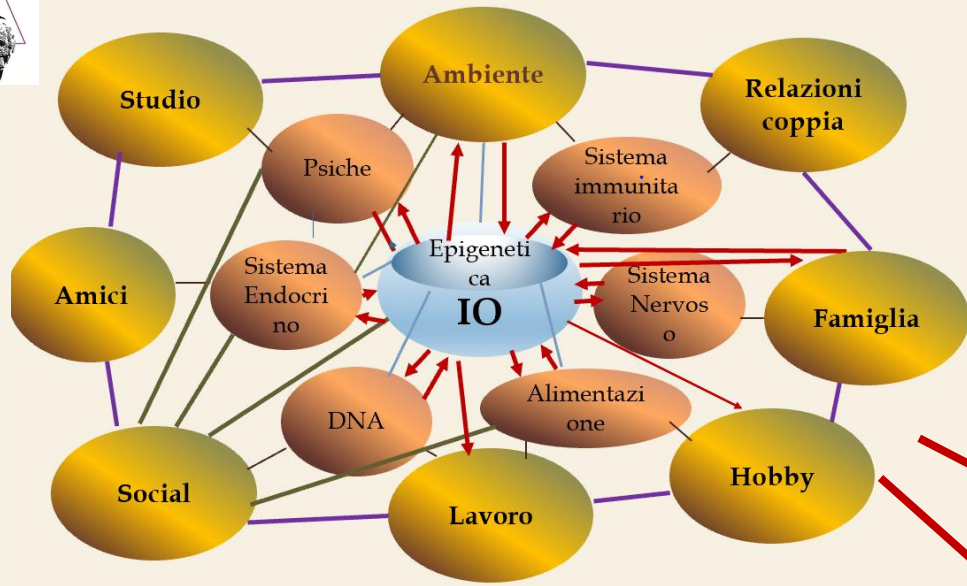 Ambiente
Studio
Relazioni
coppia
Psiche
Sistema
immunita
rio
Epigeneti
ca
IO
Sistema
Endocri
no
Sistema
Nervos
o
Amici
Famiglia
DNA
Alimentazi
one
Social
Lavoro
Hobby